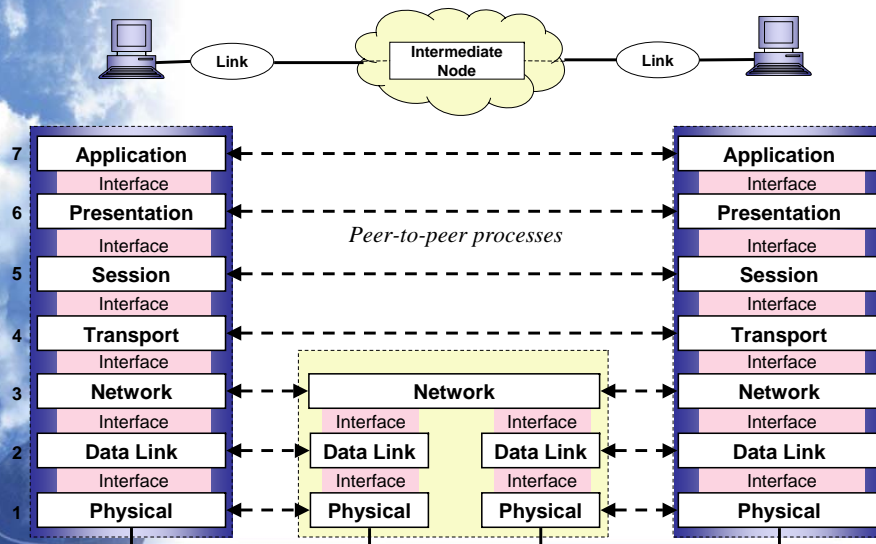 Link
Intermediate
Node
Link
7 Application Application
Interface Interface
6 Presentation Presentation
Peer-to-peer processes
Interface Interface
5 Session Session
Interface Interface
4 Transport Transport
Interface Interface
3 Network Network Network
Interface Interface Interface Interface
2 Data Link Data Link Data Link Data Link
Interface Interface Interface Interface
1 Physical Physical Physical Physical